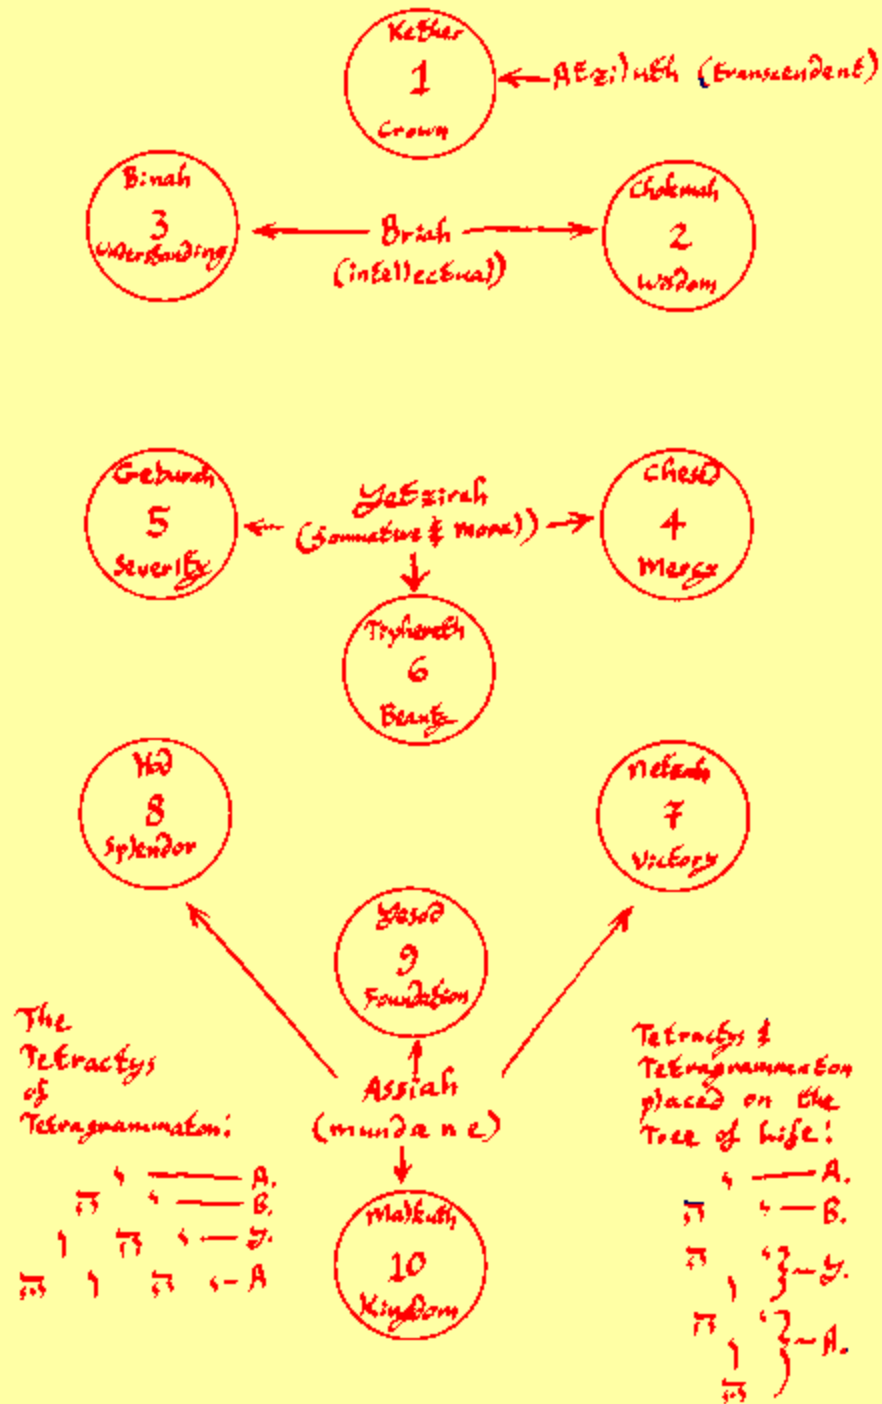 Kether
1
Crown
Atziluth (transcendent)
Binah
3
Understanding
Briah
(intellectual)
Chokmah
2
Wisdom
Geburah
5
Severity
Yetzirah
(formative & moral)
Chesed
4
Mercy
Tiphereth
6
Beauty
Hod
8
Splendor
Netzah
7
Victory
Yesod
9
Foundation
Assiah
(mundane)
Malkuth
10
Kingdom
The
Tetractys
of
Tetragrammaton:
י A.
ה י B.
ו ה י Y.
ה ו ה י A
Tetractys &
Tetragrammaton
placed on the
Tree of Life:
י A.
ה י B.
ה י
ו
Y.
ה י
ו
ה
A.